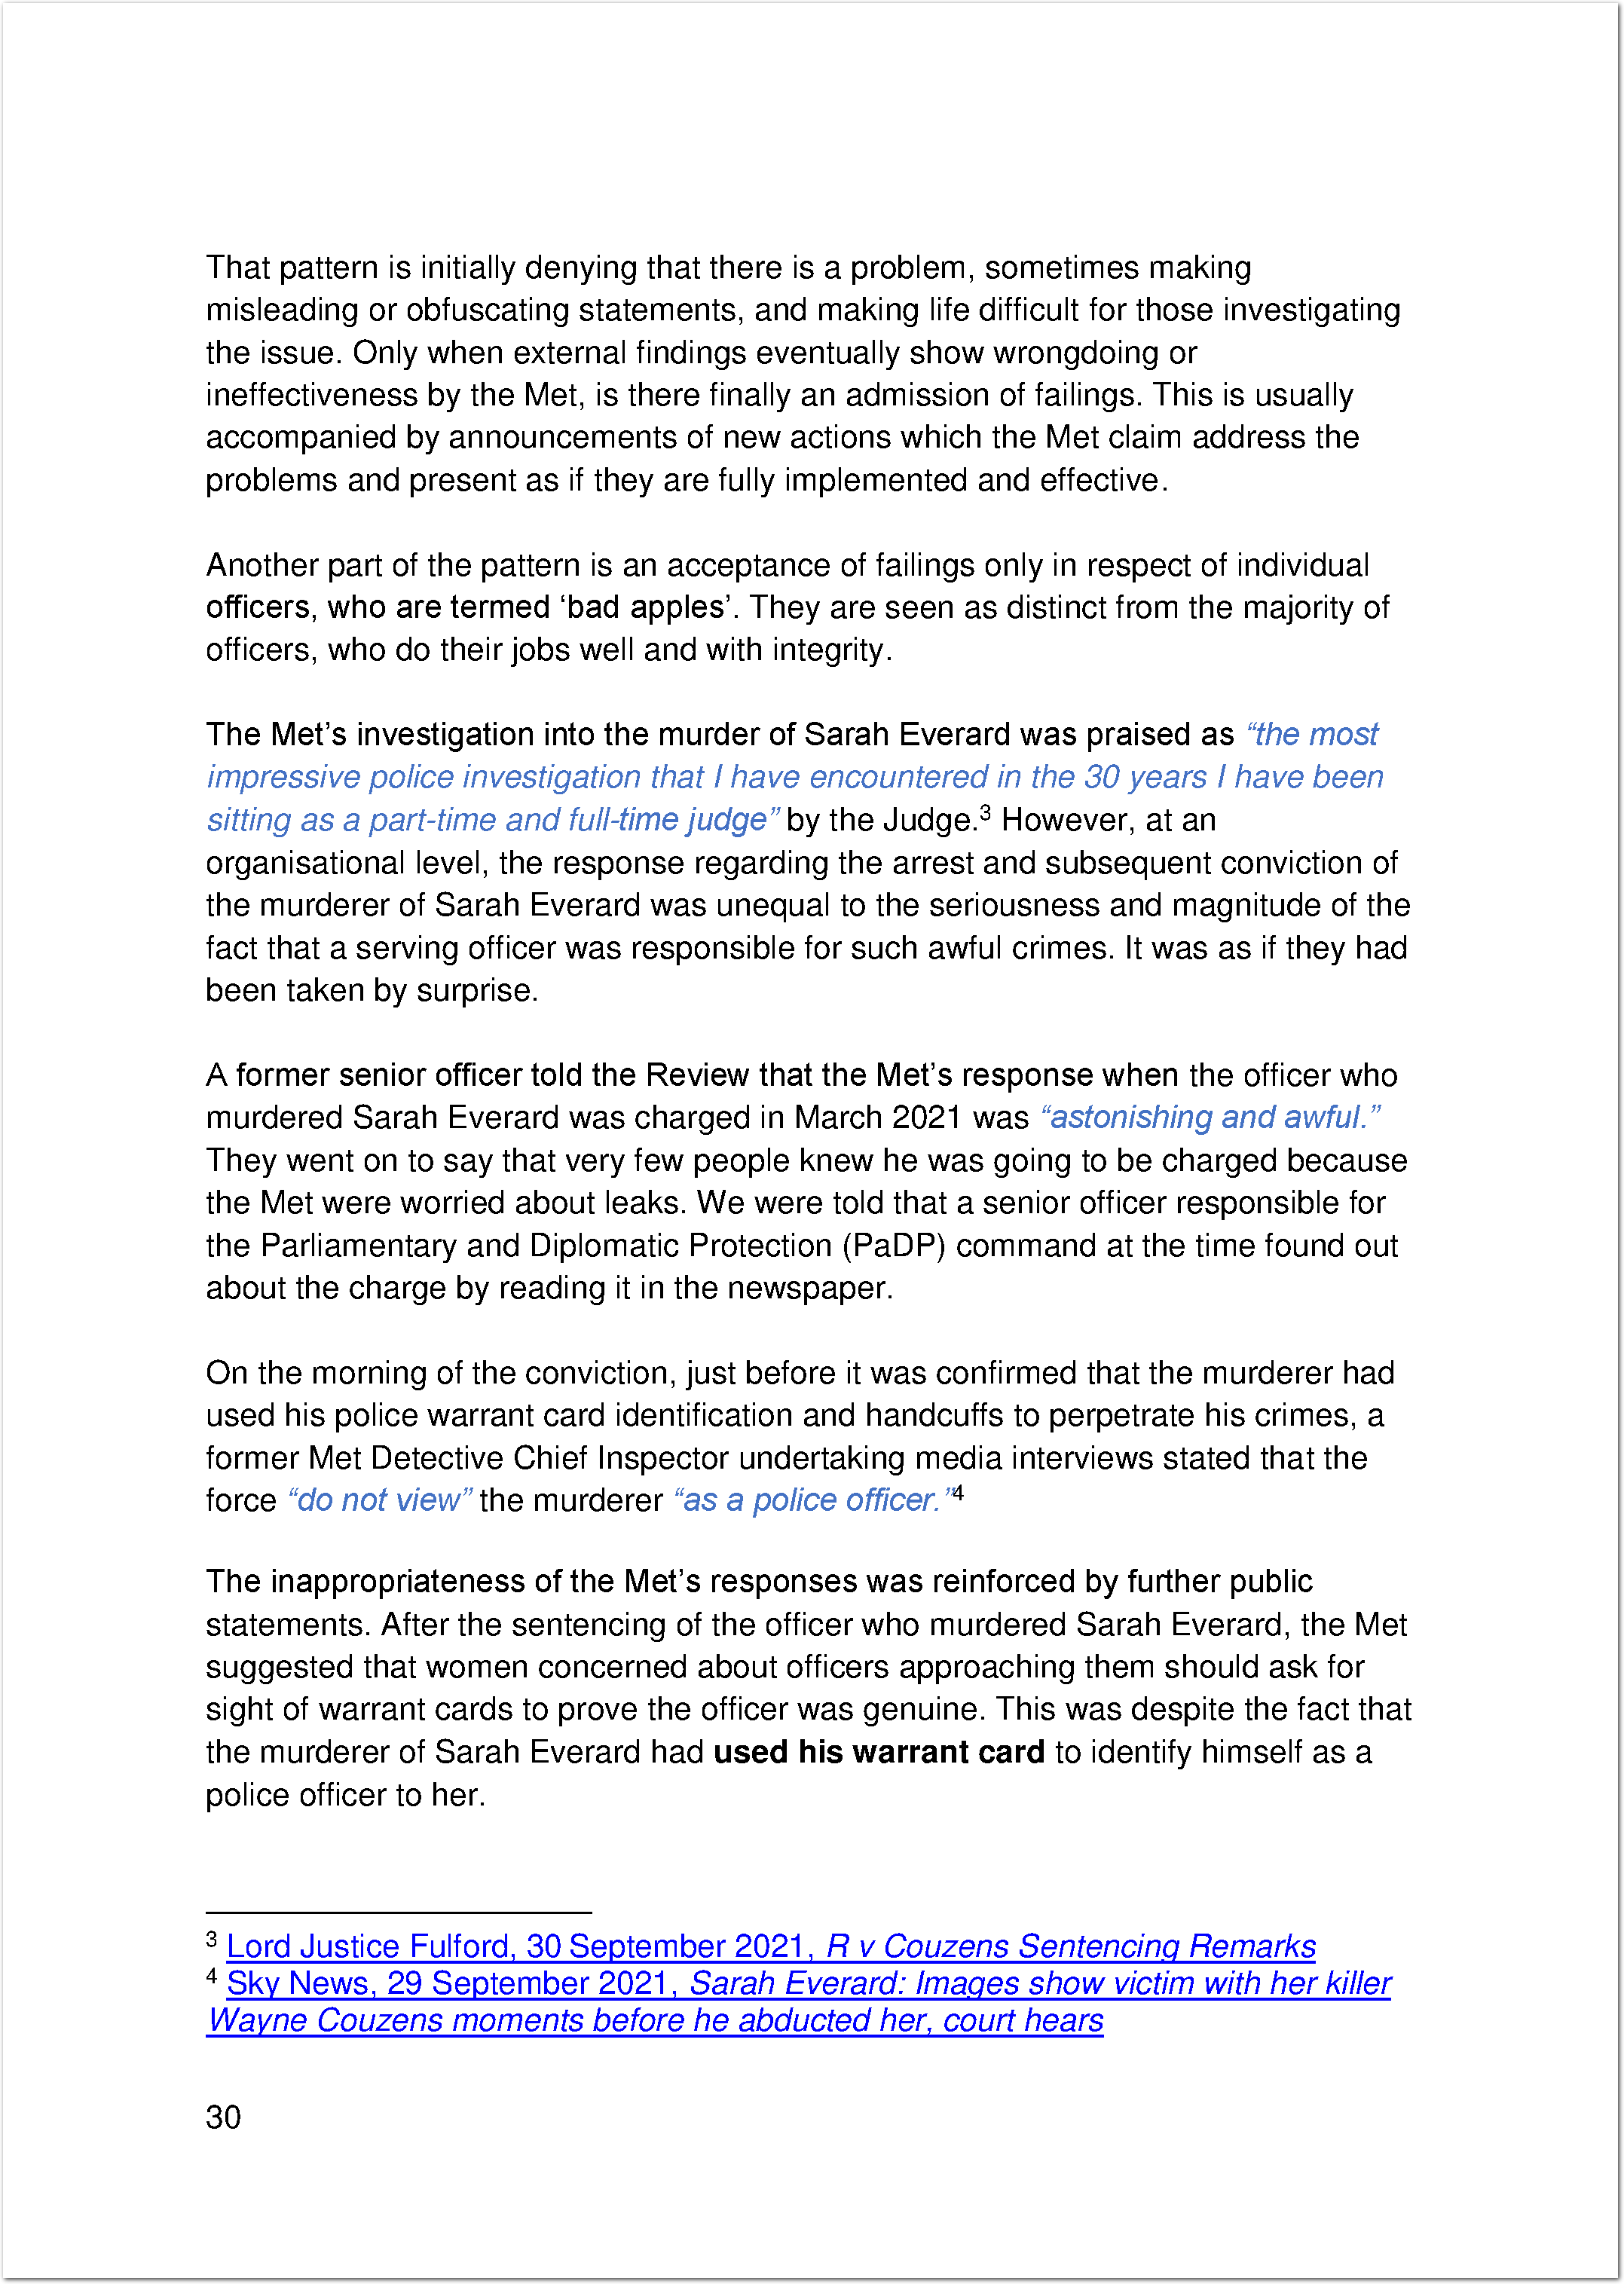 That pattern is initially denying that there is a problem, sometimes making
misleading or obfuscating statements, and making life difficult for those investigating
the issue. Only when external findings eventually show wrongdoing or
ineffectiveness by the Met, is there finally an admission of failings. This is usually
accompanied by announcements of new actions which the Met claim address the
problems and present as if they are fully implemented and effective.
Another part of the pattern is an acceptance of failings only in respect of individual
officers, who are termed ‘bad apples’. They are seen as distinct from the majority of
officers, who do their jobs well and with integrity.
The Met’s investigation into the murder of Sarah Everard was praised as “the most
impressive police investigation that I have encountered in the 30 years I have been
sitting as a part-time and full-time judge” by the Judge.³ However, at an
organisational level, the response regarding the arrest and subsequent conviction of
the murderer of Sarah Everard was unequal to the seriousness and magnitude of the
fact that a serving officer was responsible for such awful crimes. It was as if they had
been taken by surprise.
A former senior officer told the Review that the Met’s response when the officer who
murdered Sarah Everard was charged in March 2021 was “astonishing and awful.”
They went on to say that very few people knew he was going to be charged because
the Met were worried about leaks. We were told that a senior officer responsible for
the Parliamentary and Diplomatic Protection (PaDP) command at the time found out
about the charge by reading it in the newspaper.
On the morning of the conviction, just before it was confirmed that the murderer had
used his police warrant card identification and handcuffs to perpetrate his crimes, a
former Met Detective Chief Inspector undertaking media interviews stated that the
force “do not view” the murderer “as a police officer.”⁴
The inappropriateness of the Met’s responses was reinforced by further public
statements. After the sentencing of the officer who murdered Sarah Everard, the Met
suggested that women concerned about officers approaching them should ask for
sight of warrant cards to prove the officer was genuine. This was despite the fact that
the murderer of Sarah Everard had used his warrant card to identify himself as a
police officer to her.
³ Lord Justice Fulford, 30 September 2021, R v Couzens Sentencing Remarks
⁴ Sky News, 29 September 2021, Sarah Everard: Images show victim with her killer
Wayne Couzens moments before he abducted her, court hears
30